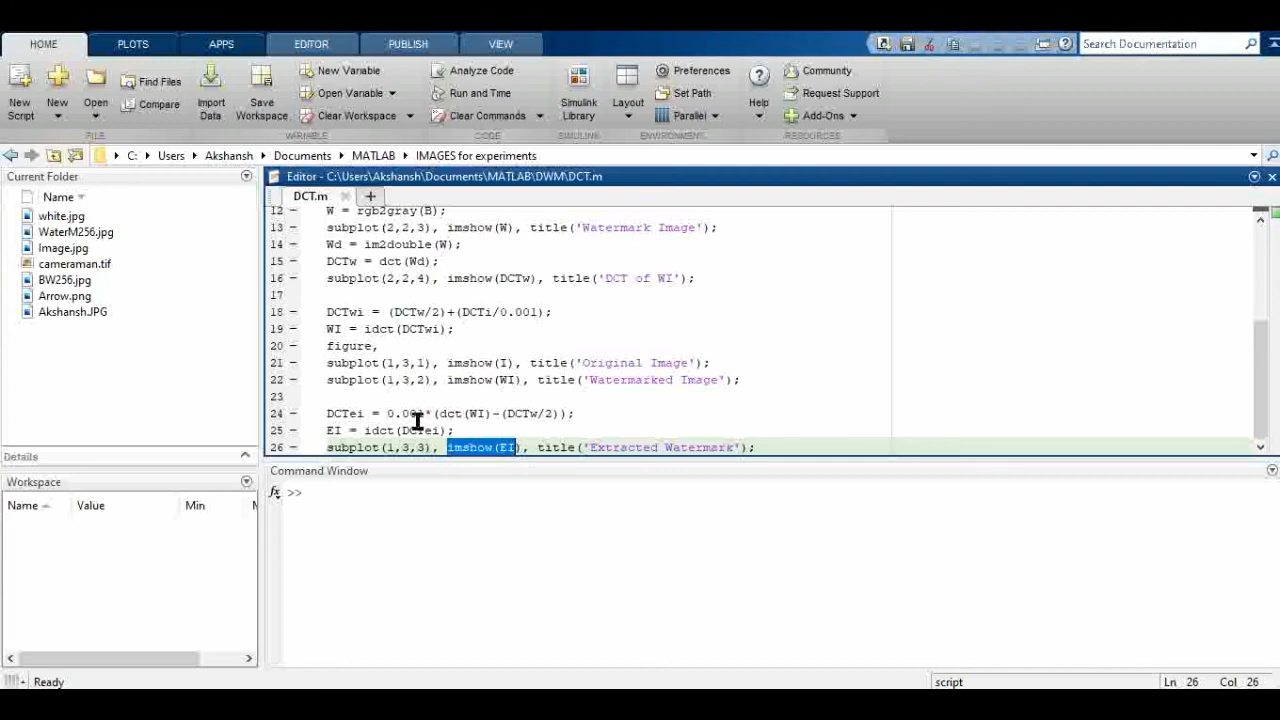 HOME PLOTS APPS EDITOR PUBLISH VIEW Search Documentation
New Script New Open Find Files Compare Import Data Save Workspace New Variable Open Variable Clear Workspace Analyze Code Run and Time Clear Commands Simulink Library Layout Preferences Set Path Parallel Help Community Request Support Add-Ons
FILE VARIABLE CODE SIMULINK ENVIRONMENT RESOURCES
C: Users Akshansh Documents MATLAB IMAGES for experiments
Current Folder
Name
white.jpg
WaterM256.jpg
Image.jpg
cameraman.tif
BW256.jpg
Arrow.png
Akshansh.JPG
Details
Workspace
Name Value Min
Editor - C:\Users\Akshansh\Documents\MATLAB\DWM\DCT.m
DCT.m
12 - W = rgb2gray(B);
13 - subplot(2,2,3), imshow(W), title('Watermark Image');
14 - Wd = im2double(W);
15 - DCTw = dct(Wd);
16 - subplot(2,2,4), imshow(DCTw), title('DCT of WI');
17
18 - DCTwi = (DCTw/2)+(DCTi/0.001);
19 - WI = idct(DCTwi);
20 - figure,
21 - subplot(1,3,1), imshow(I), title('Original Image');
22 - subplot(1,3,2), imshow(WI), title('Watermarked Image');
23
24 - DCTei = 0.001*(dct(WI)-(DCTw/2));
25 - EI = idct(DCTei);
26 - subplot(1,3,3), imshow(EI), title('Extracted Watermark');
Command Window
fx >>
Ready
script Ln 26 Col 26